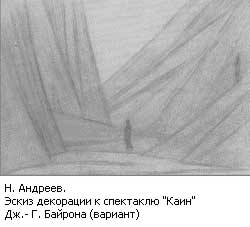 Н. Андреев.
Эскиз декорации к спектаклю "Каин"
Дж.- Г. Байрона (вариант)